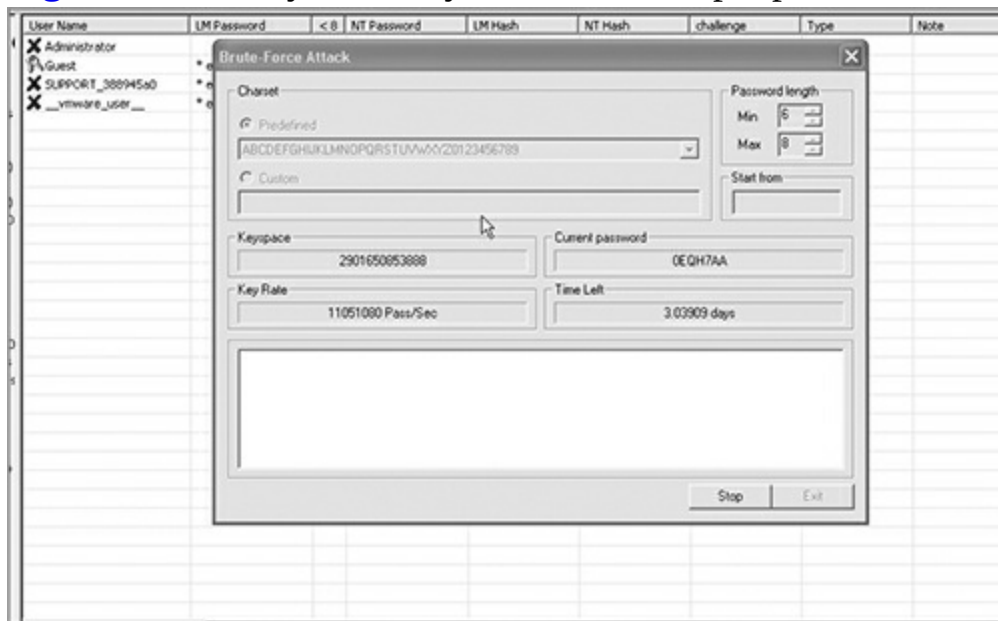 User Name LM Password < 8 NT Password LM Hash NT Hash challenge Type Note
Administrator
Guest * e
SUPPORT_388945a0 * e
__vmware_user__ * e
Brute-Force Attack
Charset
Predefined
ABCDEFGHIJKLMNOPQRSTUVWXYZ0123456789
Custom
Password length
Min 6
Max 8
Start from
Keyspace
2901650853888
Current password
0EQH7AA
Key Rate
11051080 Pass/Sec
Time Left
3.03909 days
Stop Exit